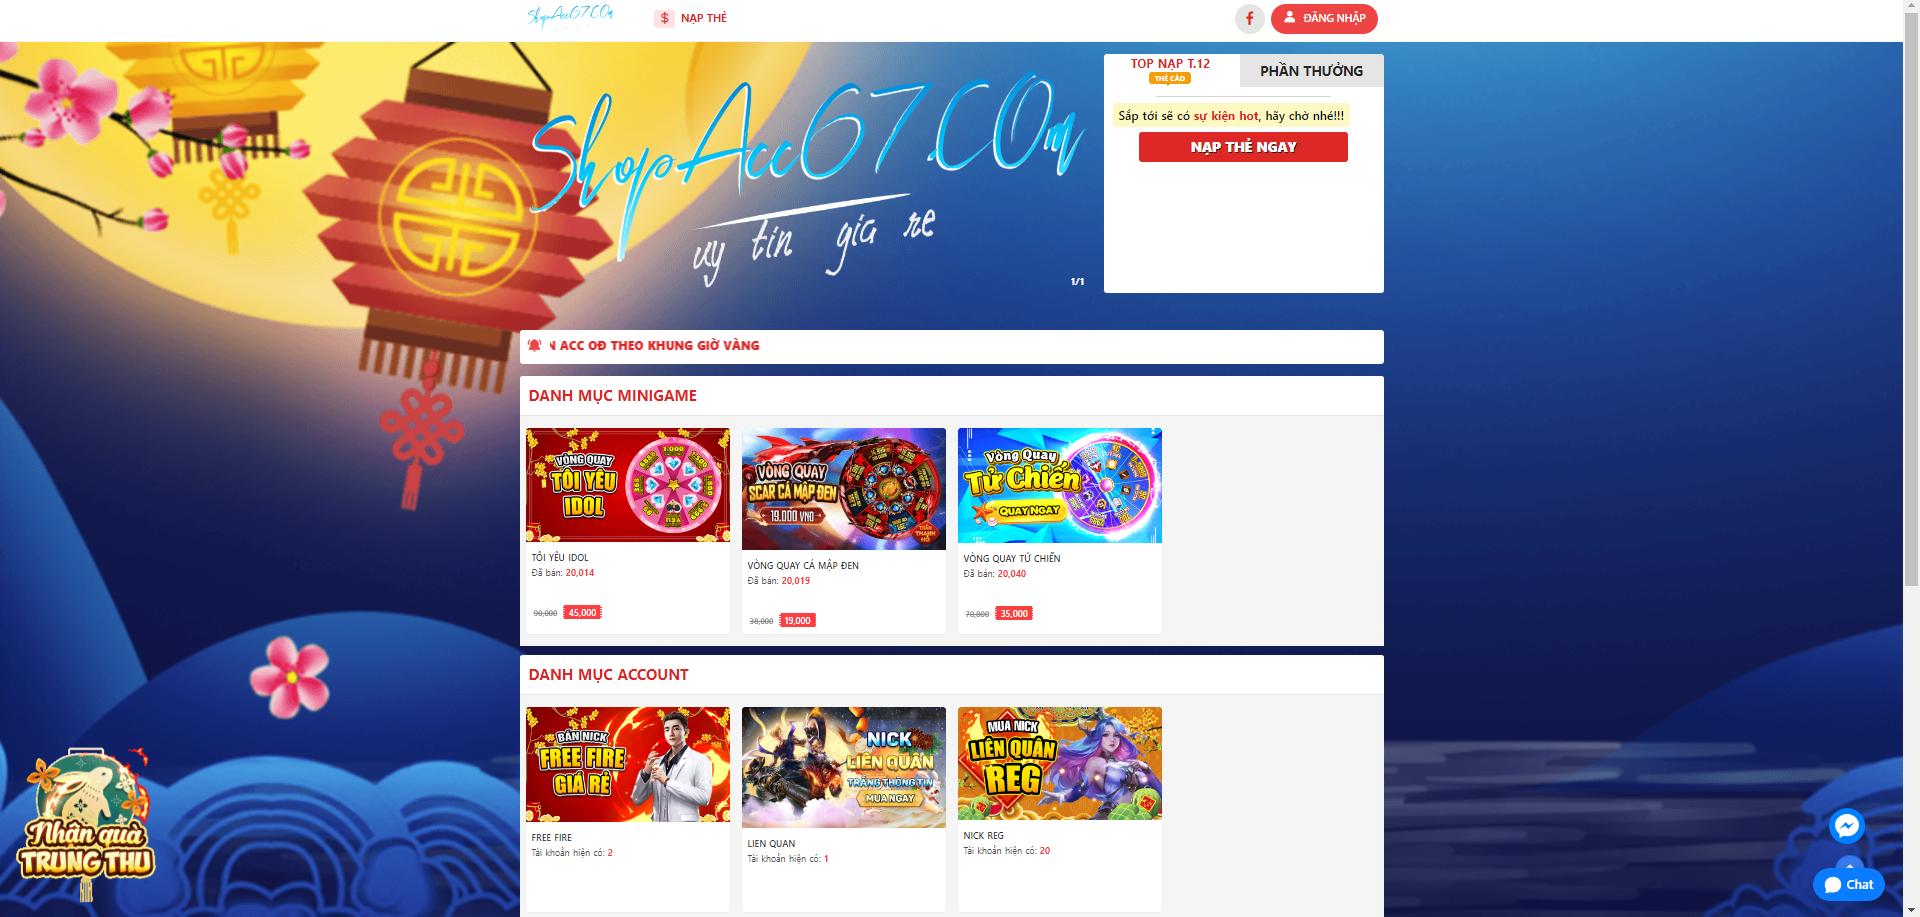 ShopAcc67.COm
NẠP THẺ
ĐĂNG NHẬP
ShopAcc67.COm
uy tin gia re
1/1
TOP NẠP T.12
THẺ CÀO
PHẦN THƯỞNG
Sắp tới sẽ có sự kiện hot, hãy chờ nhé!!!
NẠP THẺ NGAY
N ACC OĐ THEO KHUNG GIỜ VÀNG
DANH MỤC MINIGAME
VÒNG QUAY
TÔI YÊU
IDOL
VÒNG QUAY
SCAR CÁ MẬP ĐEN
19.000 VNĐ
Vòng Quay
Tử Chiến
QUAY NGAY
TÔI YÊU IDOL
Đã bán: 20,014
90,000 45,000
VÒNG QUAY CÁ MẬP ĐEN
Đã bán: 20,019
38,000 19,000
VÒNG QUAY TỬ CHIẾN
Đã bán: 20,040
70,000 35,000
DANH MỤC ACCOUNT
BÁN NICK
FREE FIRE
GIÁ RẺ
NICK
LIÊN QUÂN
TRẮNG THÔNG TIN
MUA NGAY
MUA NICK
LIÊN QUÂN
REG
FREE FIRE
Tài khoản hiện có: 2
LIEN QUAN
Tài khoản hiện có: 1
NICK REG
Tài khoản hiện có: 20
Nhận quà
TRUNG THU
Chat